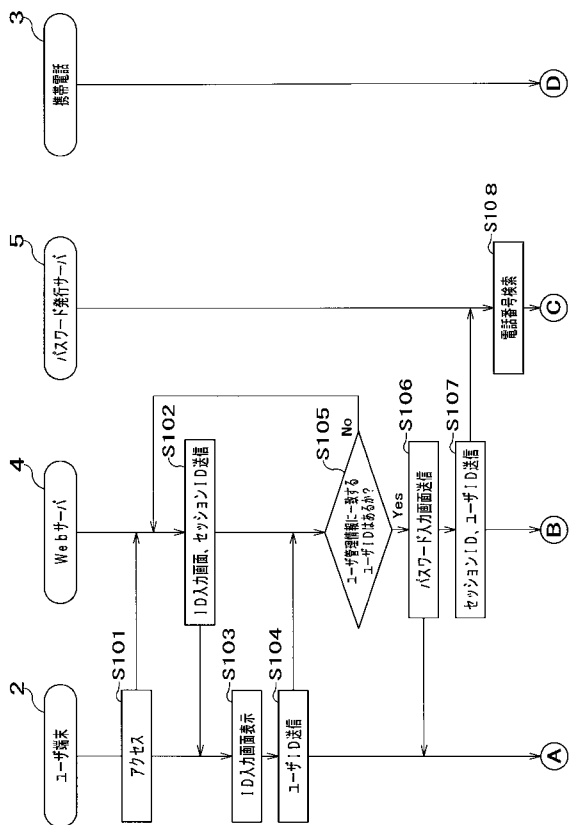 2
ユーザ端末
4
Webサーバ
5
パスワード発行サーバ
3
携帯電話
S101
アクセス
S102
ID入力画面、セッションID送信
S103
ID入力画面表示
S104
ユーザID送信
S105
ユーザ管理情報に一致する
ユーザIDはあるか?
No
Yes
S106
パスワード入力画面送信
S107
セッションID、ユーザID送信
S108
電話番号検索
A
B
C
D